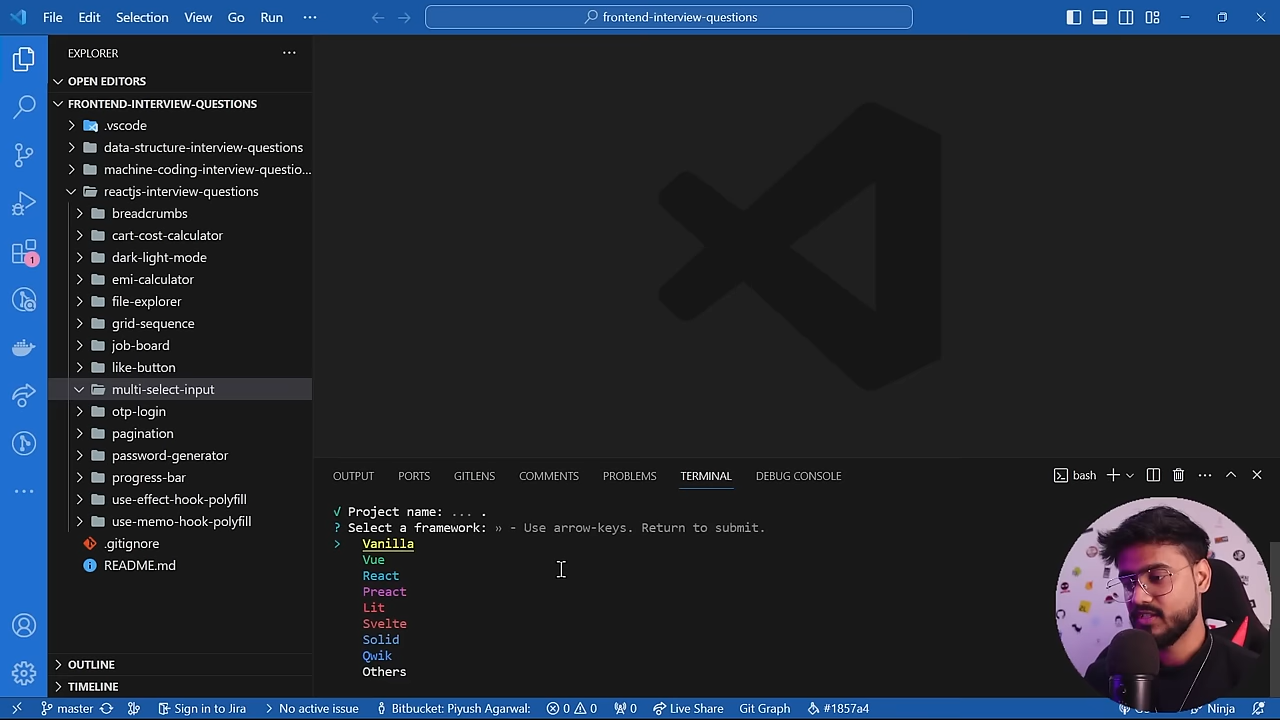 File Edit Selection View Go Run ···
frontend-interview-questions
EXPLORER ···
OPEN EDITORS
FRONTEND-INTERVIEW-QUESTIONS
.vscode
data-structure-interview-questions
machine-coding-interview-questio...
reactjs-interview-questions
breadcrumbs
cart-cost-calculator
dark-light-mode
emi-calculator
file-explorer
grid-sequence
job-board
like-button
multi-select-input
otp-login
pagination
password-generator
progress-bar
use-effect-hook-polyfill
use-memo-hook-polyfill
.gitignore
README.md
OUTLINE
TIMELINE
1
OUTPUT PORTS GITLENS COMMENTS PROBLEMS TERMINAL DEBUG CONSOLE
bash
√ Project name: ... .
? Select a framework: » - Use arrow-keys. Return to submit.
> Vanilla
Vue
React
Preact
Lit
Svelte
Solid
Qwik
Others
master Sign in to Jira No active issue Bitbucket: Piyush Agarwal: 0 0 0 Live Share Git Graph #1857a4 Ninja